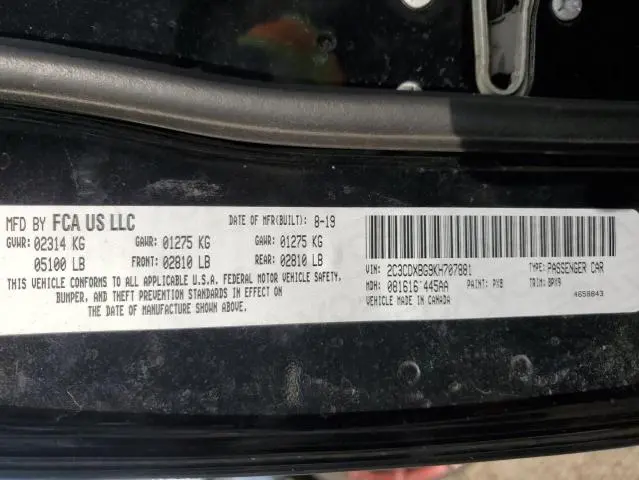 MFD BY FCA US LLC DATE OF MFR(BUILT): 8-19
GVWR: 02314 KG GAWR: 01275 KG GAWR: 01275 KG
05100 LB FRONT: 02810 LB REAR: 02810 LB
THIS VEHICLE CONFORMS TO ALL APPLICABLE U.S.A. FEDERAL MOTOR VEHICLE SAFETY,
BUMPER, AND THEFT PREVENTION STANDARDS IN EFFECT ON
THE DATE OF MANUFACTURE SHOWN ABOVE.
VIN: 2C3CDXBG9KH707881 TYPE: PASSENGER CAR
MDH: 081616 445AA PAINT: PX8 TRIM: BPX9
VEHICLE MADE IN CANADA 4658843